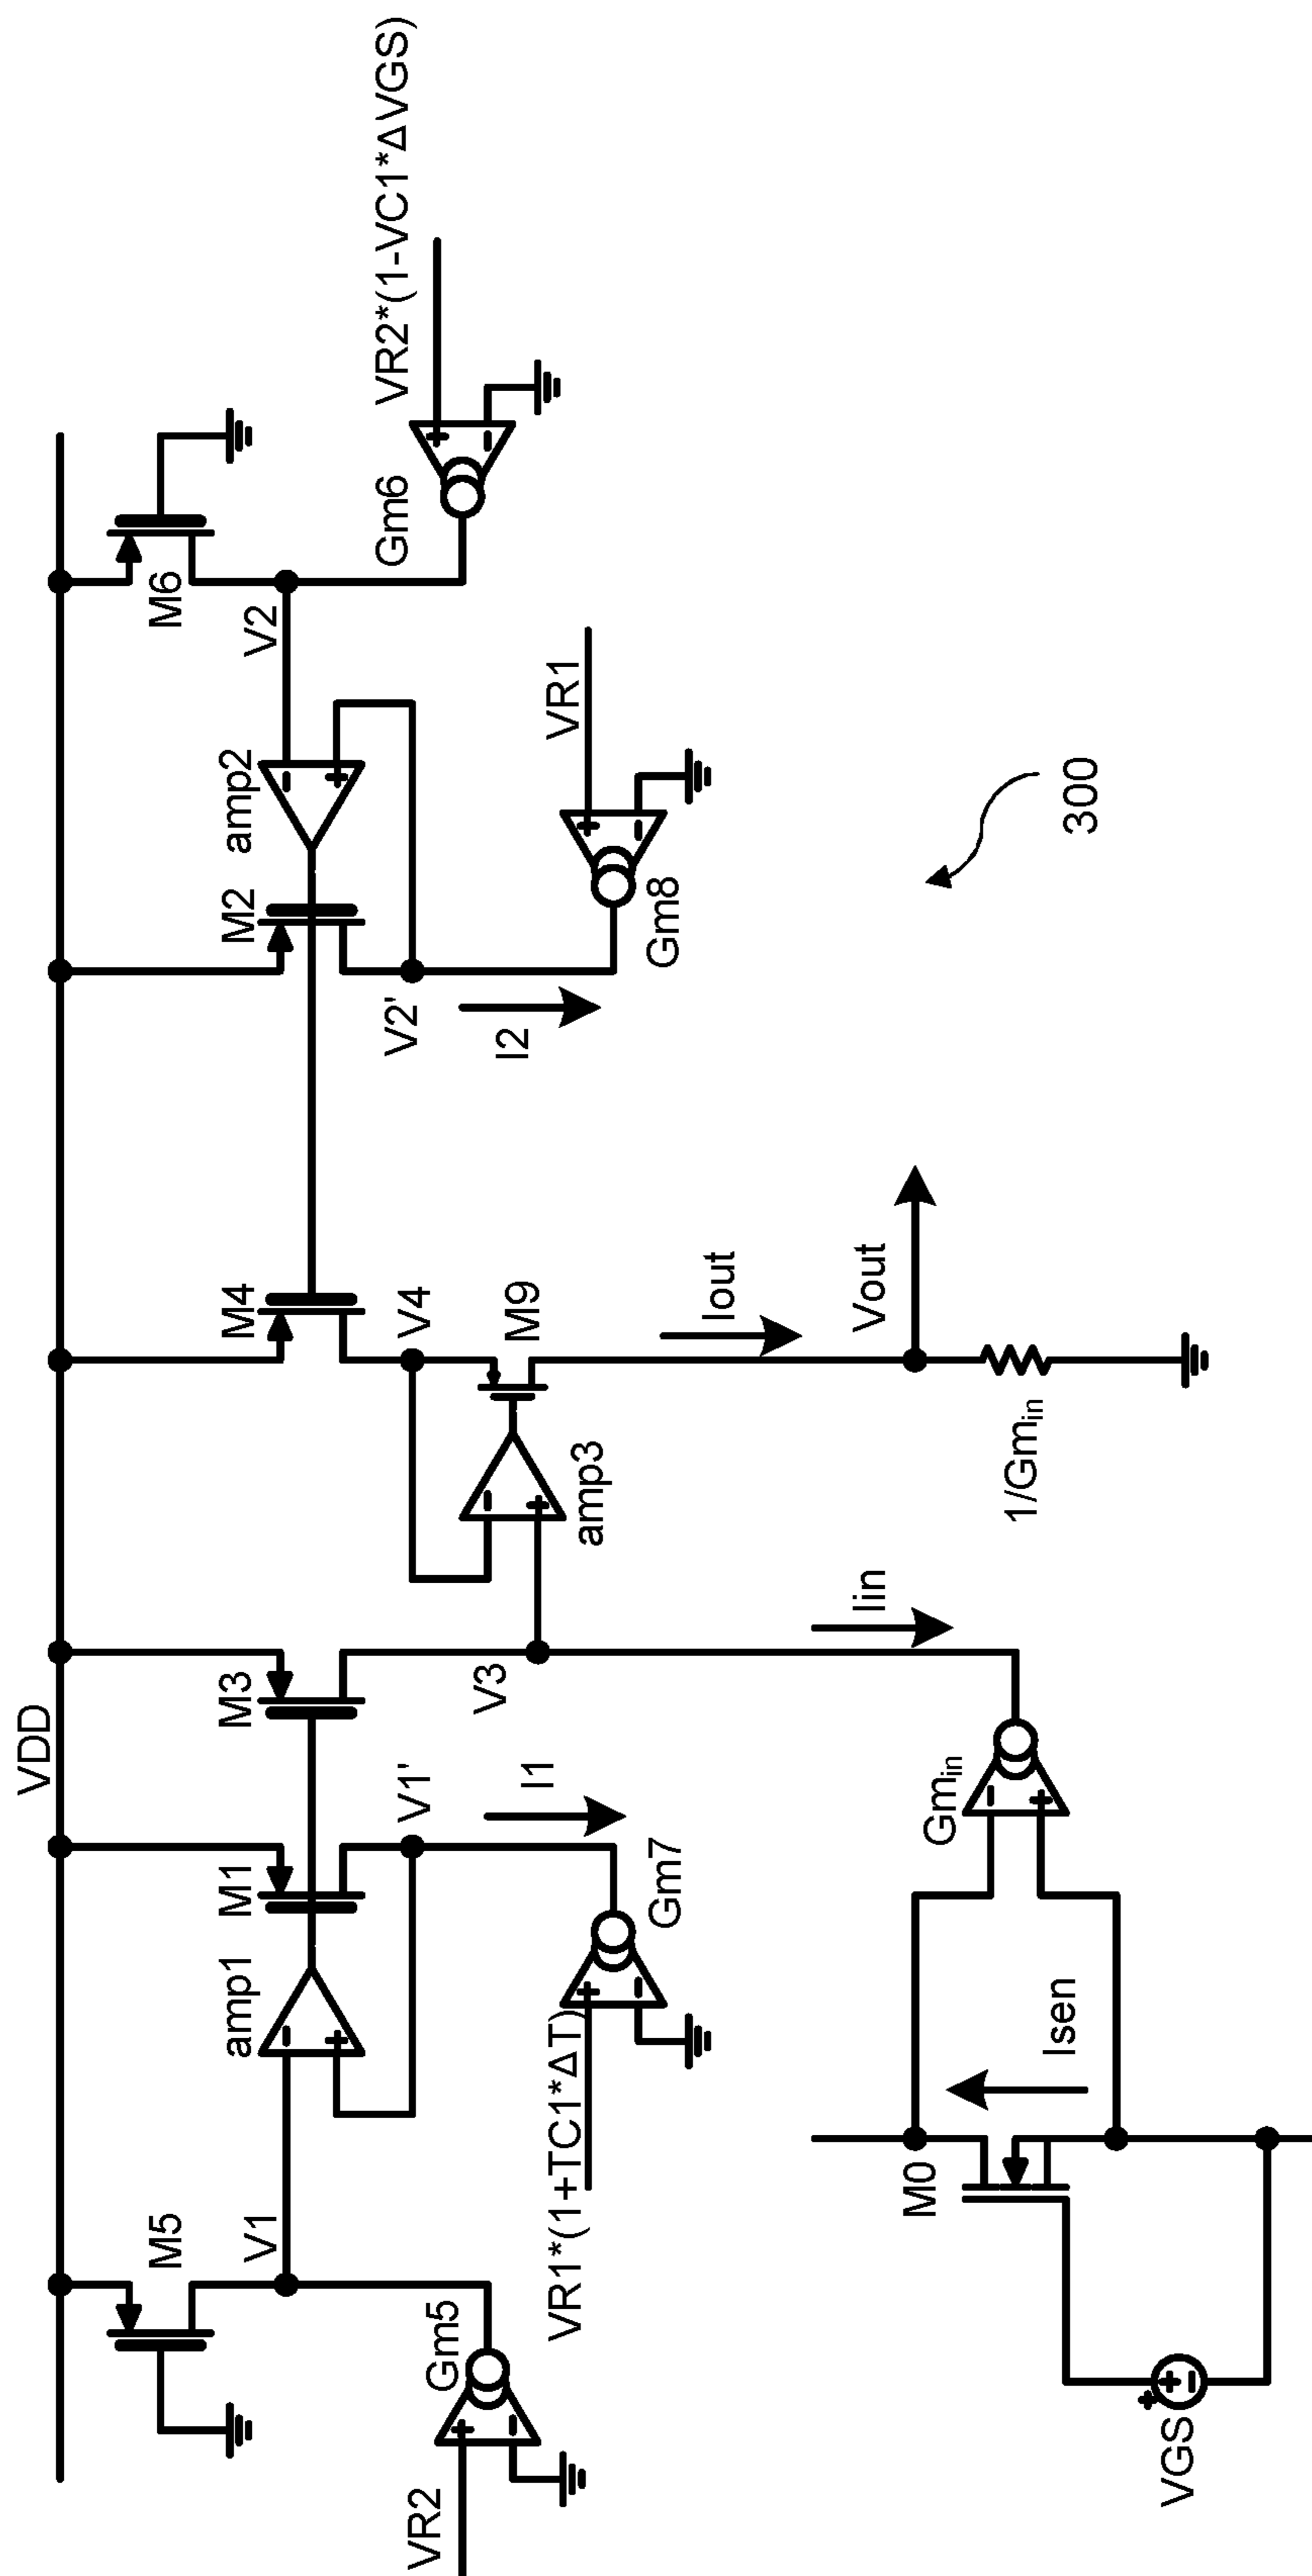 VDD
M5
V1
VR2
Gm5
amp1
M1
V1'
I1
VR1*(1+TC1*ΔT)
Gm7
M3
V3
Iin
M0
Isen
VGS
Gmin
amp3
M4
V4
M9
Iout
Vout
1/Gmin
M2
V2'
I2
amp2
VR1
Gm8
M6
V2
Gm6
VR2*(1-VC1*ΔVGS)
300